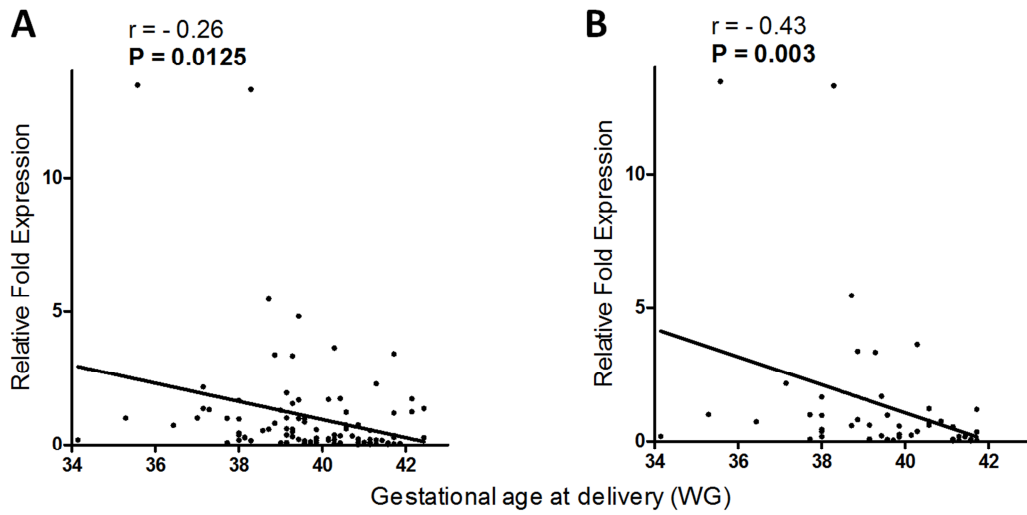 A
r = - 0.26
P = 0.0125
Relative Fold Expression
10
5
0
34 36 38 40 42
B
r = - 0.43
P = 0.003
Relative Fold Expression
10
5
0
34 36 38 40 42
Gestational age at delivery (WG)